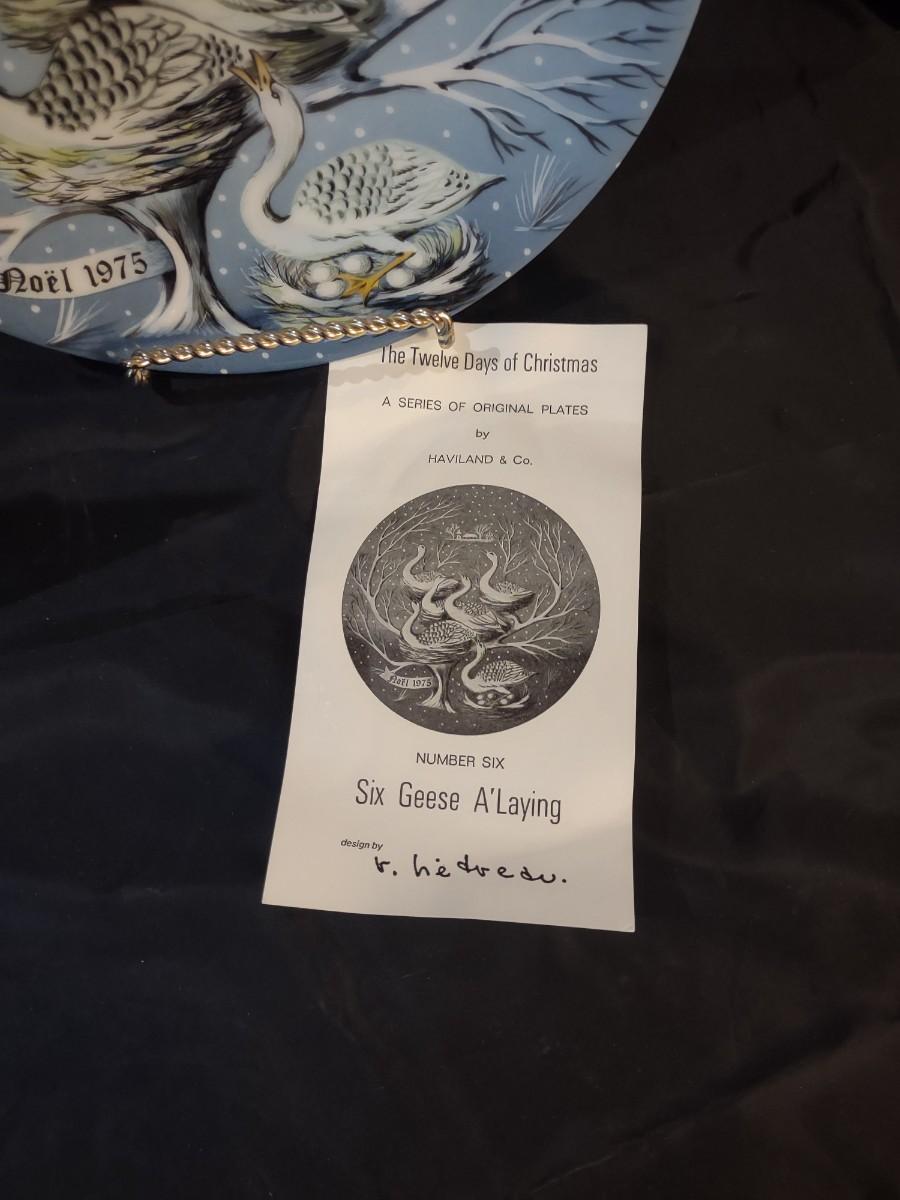 Noël 1975
The Twelve Days of Christmas
A SERIES OF ORIGINAL PLATES
by
HAVILAND & Co.
Noël 1975
NUMBER SIX
Six Geese A'Laying
design by
r. hétreau.